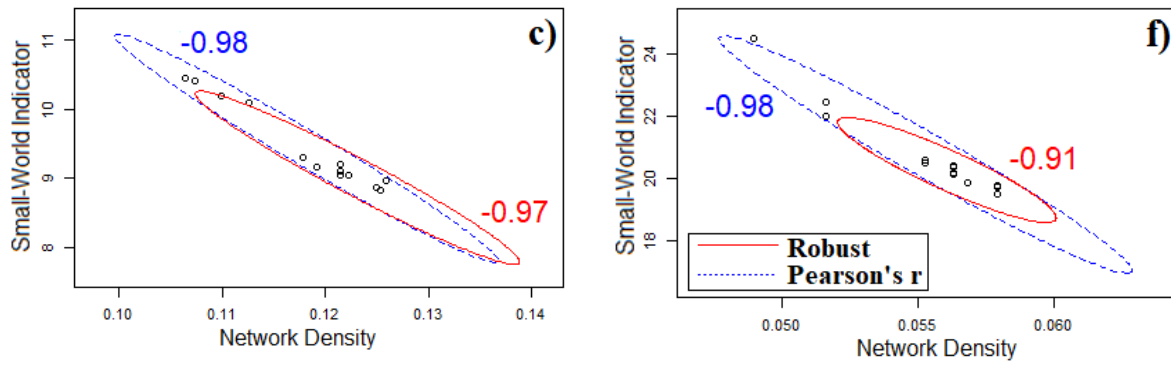 c)
-0.98
-0.97
Small-World Indicator
11
10
9
8
0.10
0.11
0.12
0.13
0.14
Network Density
f)
-0.98
-0.91
Small-World Indicator
24
22
20
18
Robust
Pearson's r
0.050
0.055
0.060
Network Density